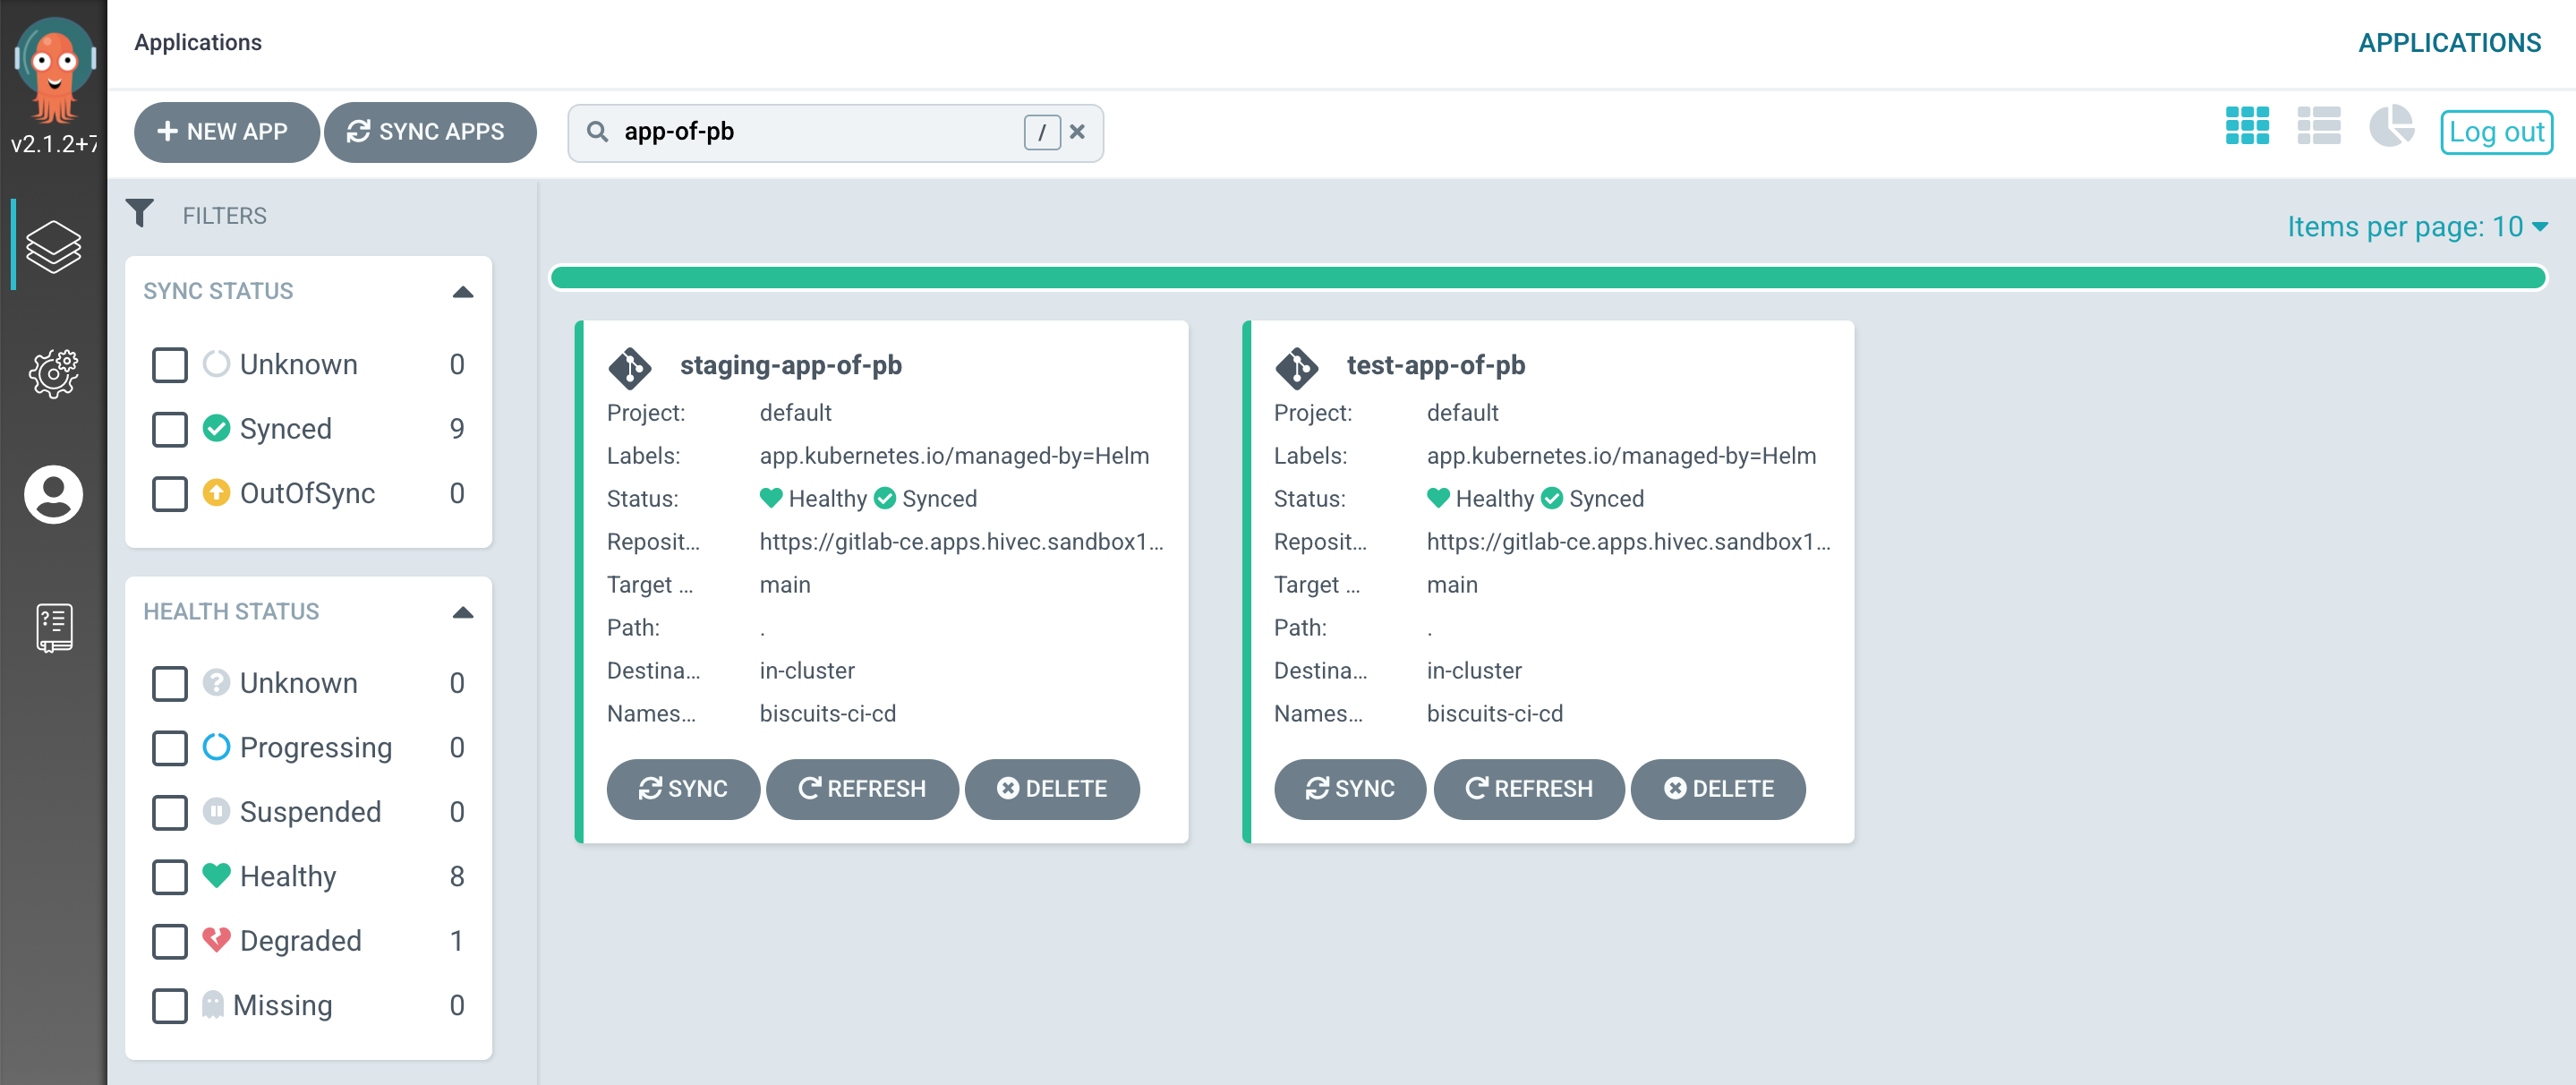 Applications
APPLICATIONS
v2.1.2+7
NEW APP
SYNC APPS
app-of-pb
/
Log out
FILTERS
Items per page: 10
SYNC STATUS
Unknown 0
Synced 9
OutOfSync 0
HEALTH STATUS
Unknown 0
Progressing 0
Suspended 0
Healthy 8
Degraded 1
Missing 0
staging-app-of-pb
Project: default
Labels: app.kubernetes.io/managed-by=Helm
Status: Healthy Synced
Reposit... https://gitlab-ce.apps.hivec.sandbox1...
Target ... main
Path: .
Destina... in-cluster
Names... biscuits-ci-cd
SYNC REFRESH DELETE
test-app-of-pb
Project: default
Labels: app.kubernetes.io/managed-by=Helm
Status: Healthy Synced
Reposit... https://gitlab-ce.apps.hivec.sandbox1...
Target ... main
Path: .
Destina... in-cluster
Names... biscuits-ci-cd
SYNC REFRESH DELETE